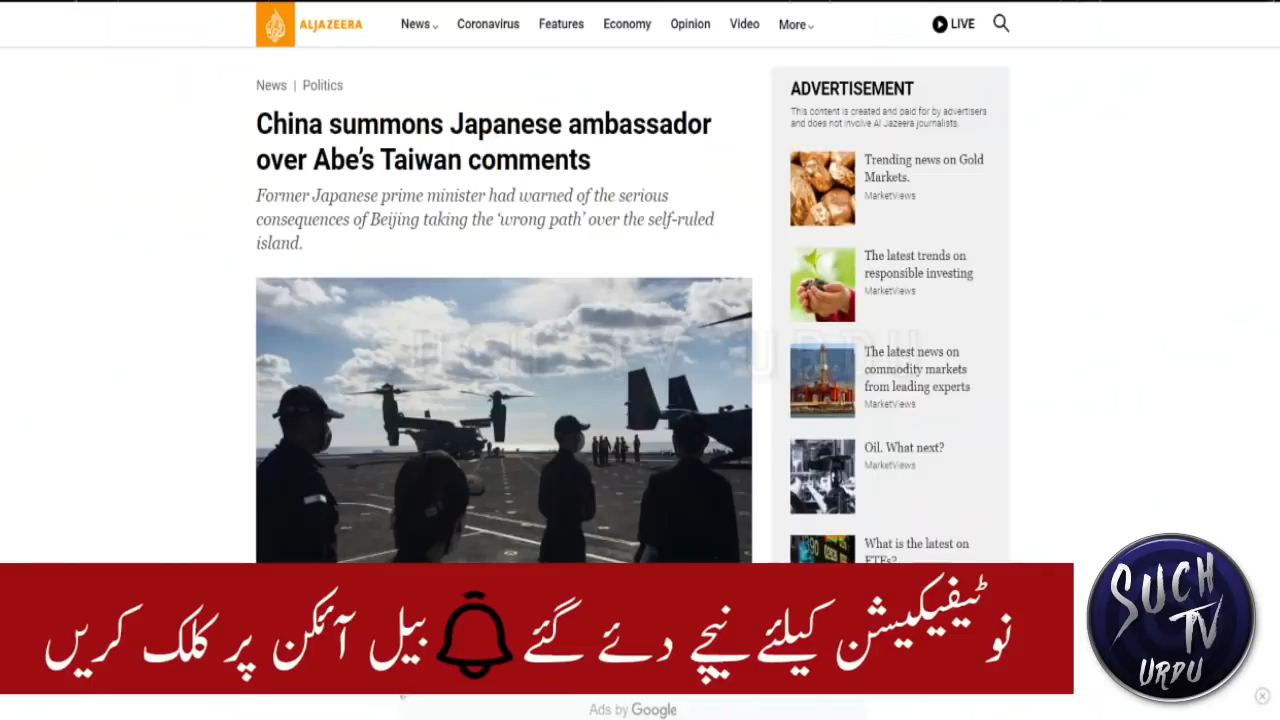 ALJAZEERA
News
Coronavirus
Features
Economy
Opinion
Video
More
LIVE
News | Politics
China summons Japanese ambassador
over Abe's Taiwan comments
Former Japanese prime minister had warned of the serious
consequences of Beijing taking the 'wrong path' over the self-ruled
island.
ADVERTISEMENT
This content is created and paid for by advertisers
and does not involve Al Jazeera journalists.
Trending news on Gold
Markets.
MarketViews
The latest trends on
responsible investing
MarketViews
The latest news on
commodity markets
from leading experts
MarketViews
Oil. What next?
MarketViews
What is the latest on
ETFs?
نوٹیفیکیشن کیلئے نیچے دئے گئے بیل آئکن پر کلک کریں
SUCH
TV
URDU
Ads by Google